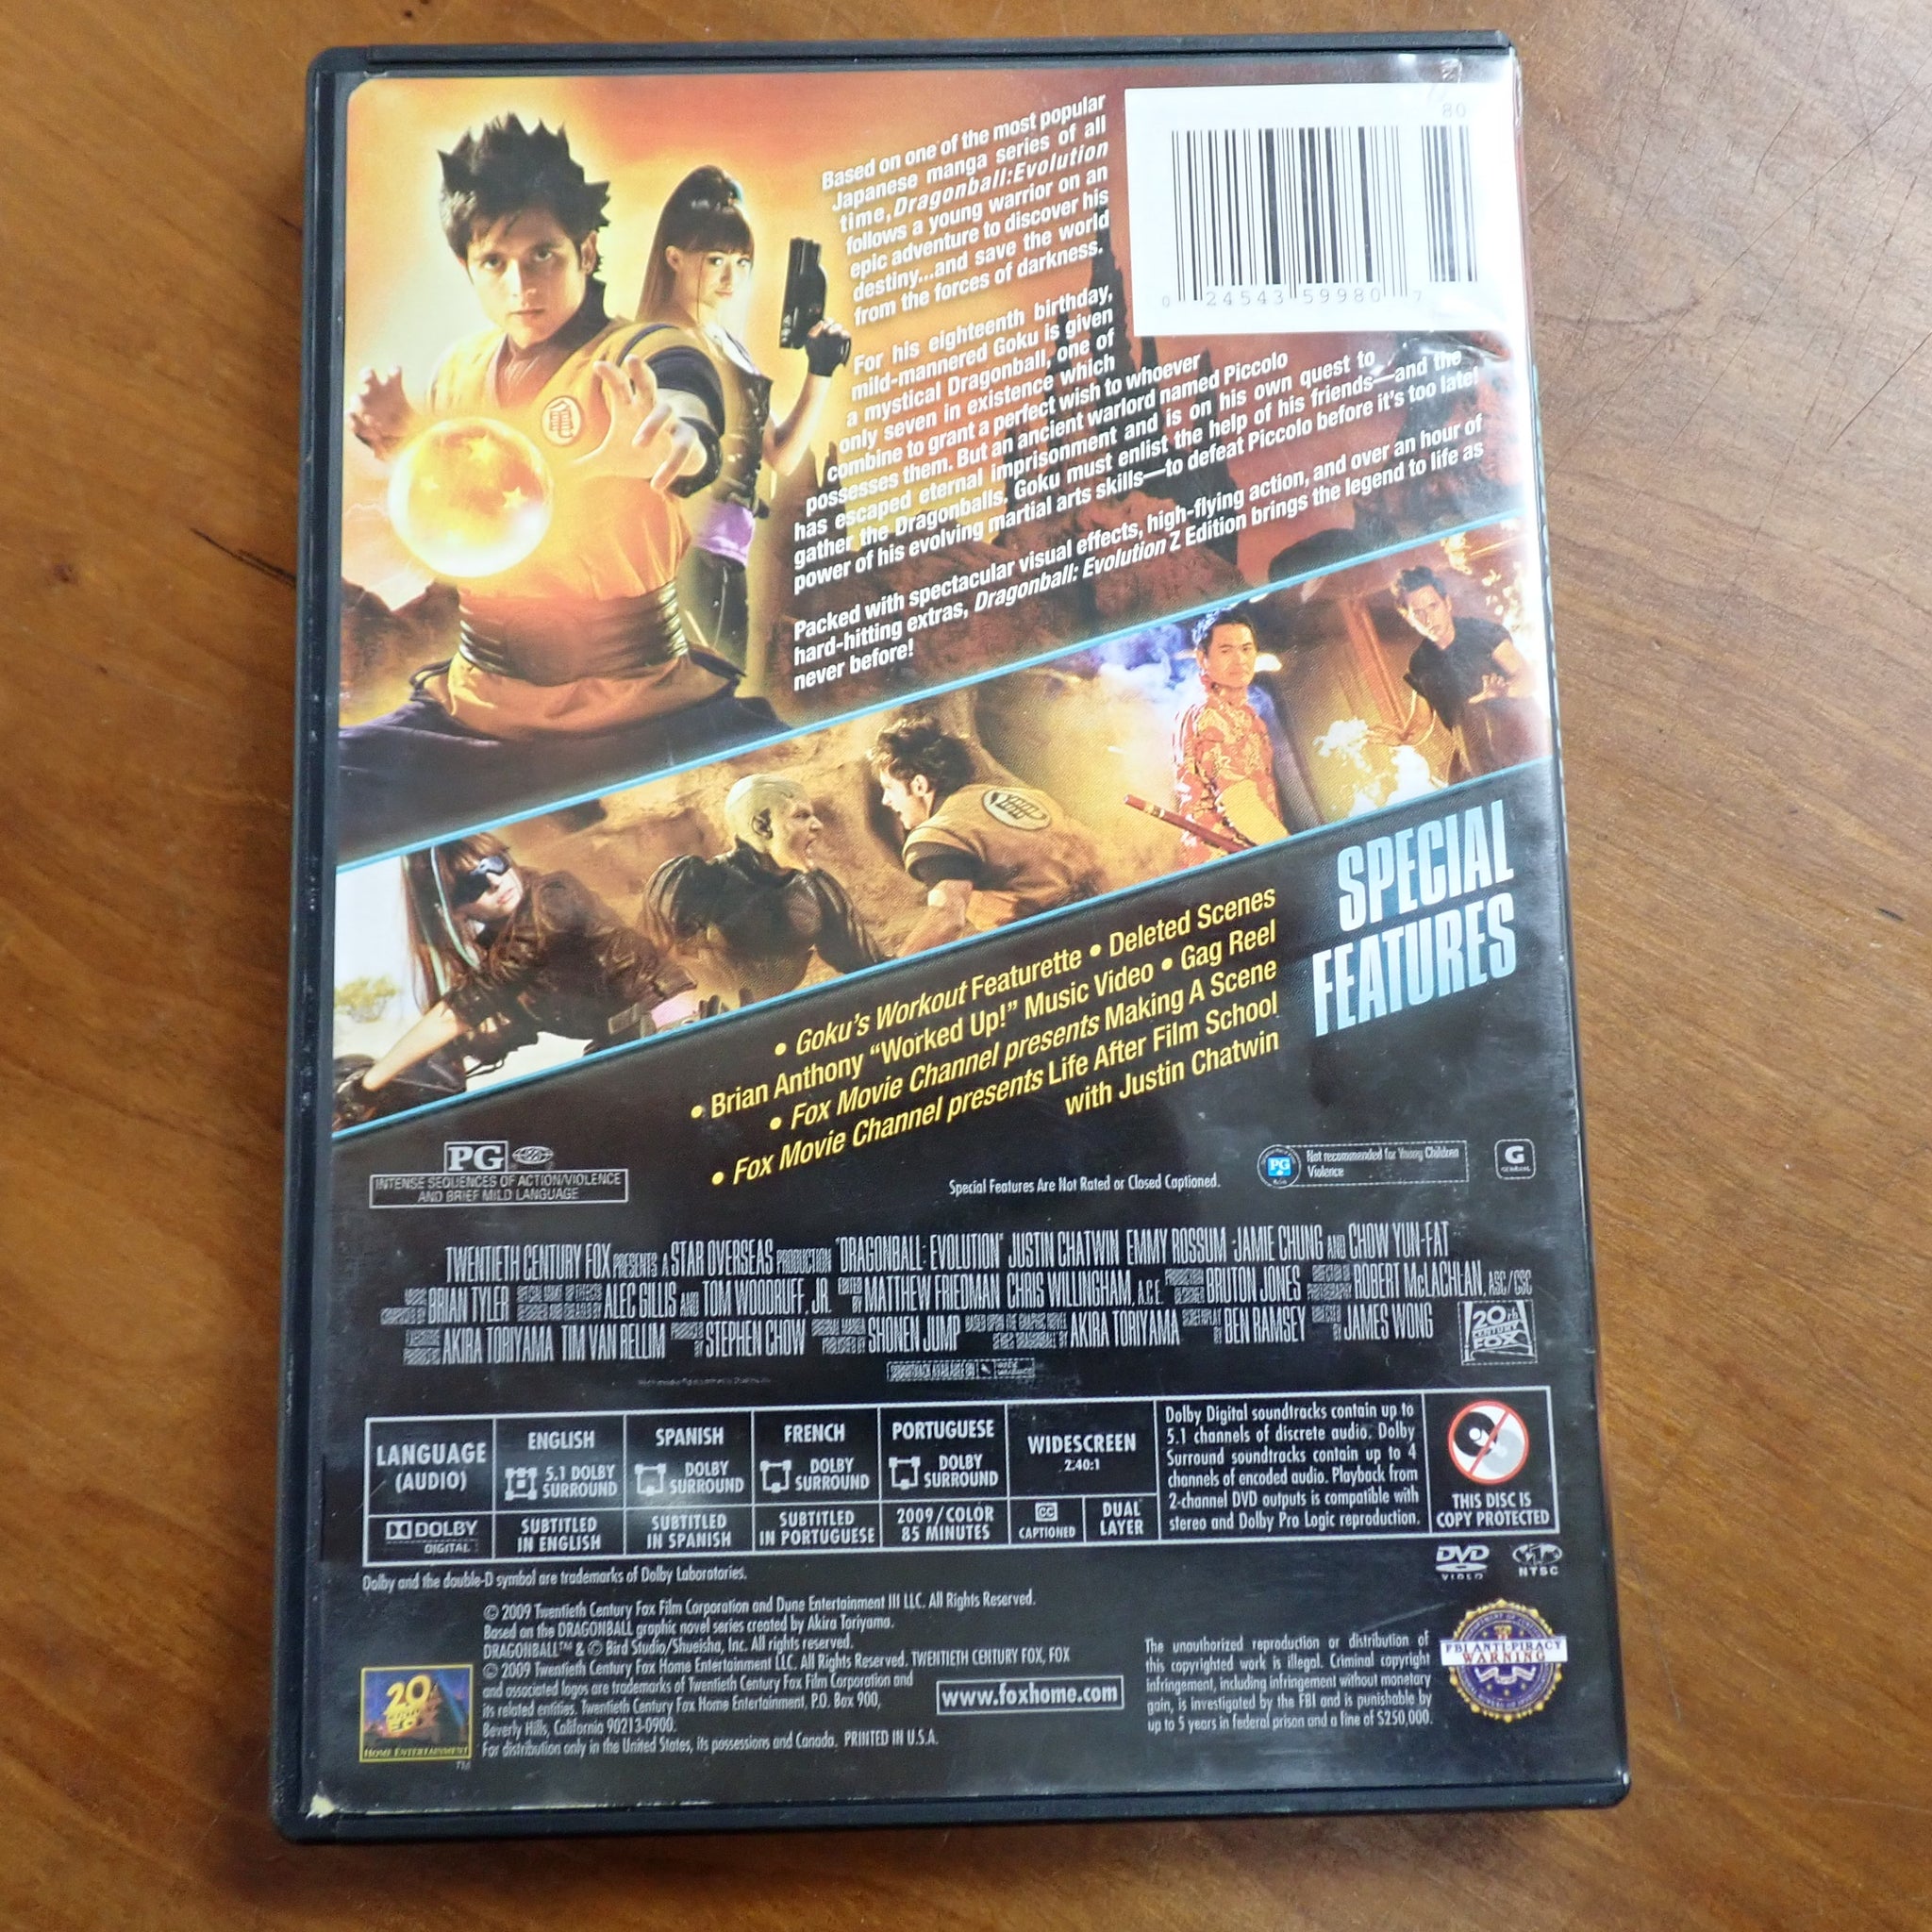 Based on one of the most popular
Japanese manga series of all
time, Dragonball:Evolution
follows a young warrior on an
epic adventure to discover his
destiny...and save the world
from the forces of darkness.
For his eighteenth birthday,
mild-mannered Goku is given
a mystical Dragonball, one of
only seven in existence which
combine to grant a perfect wish to whoever
possesses them. But an ancient warlord named Piccolo
has escaped eternal imprisonment and is on his own quest to
gather the Dragonballs. Goku must enlist the help of his friends—and the
power of his evolving martial arts skills—to defeat Piccolo before it's too late!
Packed with spectacular visual effects, high-flying action, and over an hour of
hard-hitting extras, Dragonball: Evolution Z Edition brings the legend to life as
never before!
80
0 24543 59980 7
亀
SPECIAL
FEATURES
• Goku's Workout Featurette • Deleted Scenes
• Brian Anthony “Worked Up!” Music Video • Gag Reel
• Fox Movie Channel presents Making A Scene
• Fox Movie Channel presents Life After Film School
with Justin Chatwin
PG
INTENSE SEQUENCES OF ACTION/VIOLENCE
AND BRIEF MILD LANGUAGE
Special Features Are Not Rated or Closed Captioned.
PG
Not recommended for Young Children
Violence
G
TWENTIETH CENTURY FOX PRESENTS A STAR OVERSEAS PRODUCTION "DRAGONBALL: EVOLUTION" JUSTIN CHATWIN EMMY ROSSUM JAMIE CHUNG AND CHOW YUN-FAT
BRIAN TYLER ALEC GILLIS AND TOM WOODRUFF, JR. MATTHEW FRIEDMAN CHRIS WILLINGHAM, A.C.E. BRUTON JONES ROBERT McLACHLAN, ASC/CSC
AKIRA TORIYAMA TIM VAN RELLIM STEPHEN CHOW SHONEN JUMP AKIRA TORIYAMA BY BEN RAMSEY BY JAMES WONG
20th
CENTURY
FOX
LANGUAGE
(AUDIO)
ENGLISH
5.1 DOLBY
SURROUND
SPANISH
DOLBY
SURROUND
FRENCH
DOLBY
SURROUND
PORTUGUESE
DOLBY
SURROUND
WIDESCREEN
2:40:1
DOLBY
DIGITAL
SUBTITLED
IN ENGLISH
SUBTITLED
IN SPANISH
SUBTITLED
IN PORTUGUESE
2009/COLOR
85 MINUTES
CC
CAPTIONED
DUAL
LAYER
Dolby Digital soundtracks contain up to
5.1 channels of discrete audio. Dolby
Surround soundtracks contain up to 4
channels of encoded audio. Playback from
2-channel DVD outputs is compatible with
stereo and Dolby Pro Logic reproduction.
THIS DISC IS
COPY PROTECTED
Dolby and the double-D symbol are trademarks of Dolby Laboratories.
DVD
VIDEO
NTSC
© 2009 Twentieth Century Fox Film Corporation and Dune Entertainment III LLC. All Rights Reserved.
Based on the DRAGONBALL graphic novel series created by Akira Toriyama.
DRAGONBALL™ & © Bird Studio/Shueisha, Inc. All rights reserved.
© 2009 Twentieth Century Fox Home Entertainment LLC. All Rights Reserved. TWENTIETH CENTURY FOX, FOX
and associated logos are trademarks of Twentieth Century Fox Film Corporation and
its related entities. Twentieth Century Fox Home Entertainment, P.O. Box 900,
Beverly Hills, California 90213-0900.
For distribution only in the United States, its possessions and Canada. PRINTED IN U.S.A.
20
HOME ENTERTAINMENT
TM
www.foxhome.com
The unauthorized reproduction or distribution of
this copyrighted work is illegal. Criminal copyright
infringement, including infringement without monetary
gain, is investigated by the FBI and is punishable by
up to 5 years in federal prison and a fine of $250,000.
FBI ANTI-PIRACY
WARNING